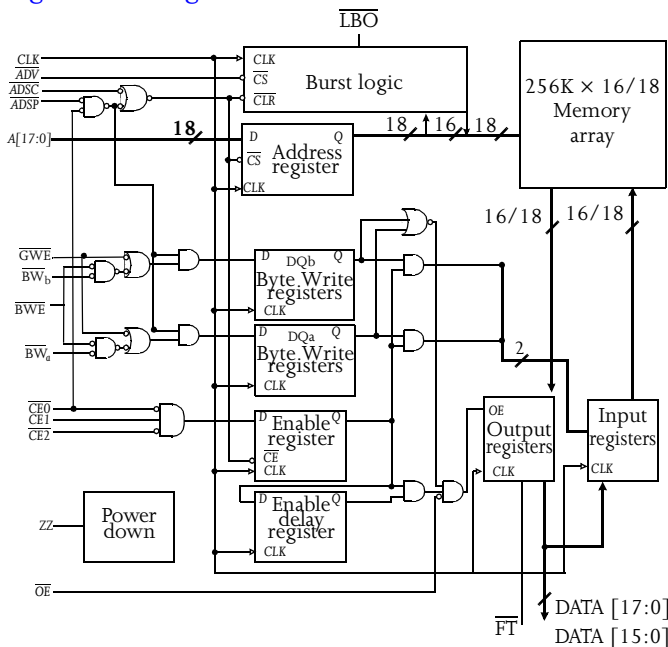 LBO
CLK
ADV
ADSC
ADSP
A[17:0]
CLK
CS
CLR
Burst logic
18
D Q
Address
register
CS
CLK
18 16 18
256K × 16/18
Memory
array
16/18 16/18
GWE
BWb
BWE
BWa
D DQb Q
Byte Write
registers
CLK
D DQa Q
Byte Write
registers
CLK
2
CE0
CE1
CE2
D Enable Q
register
CE
CLK
D Enable Q
delay
register
CLK
OE
Output
registers
CLK
Input
registers
CLK
ZZ
Power
down
OE
FT
DATA [17:0]
DATA [15:0]